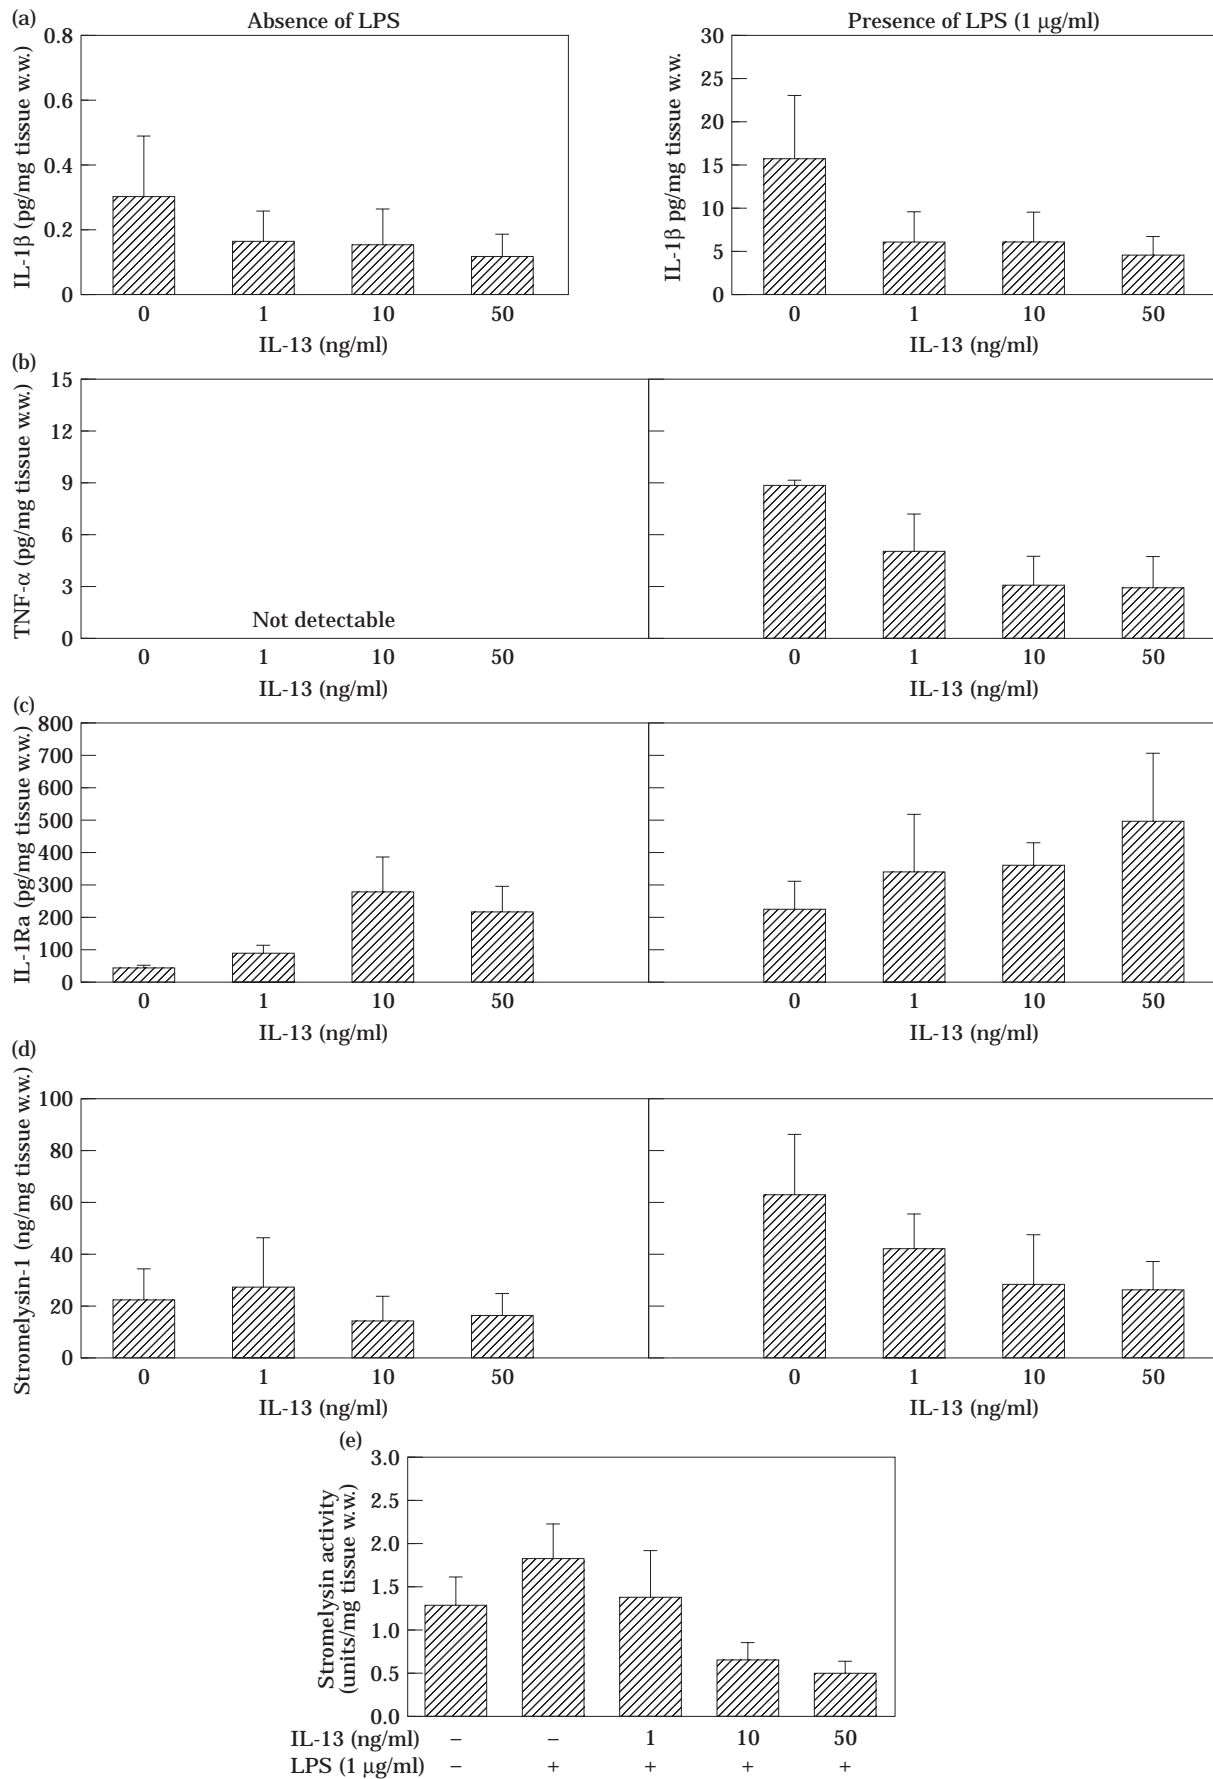 (a)
Absence of LPS
Presence of LPS (1 μg/ml)
IL-1β (pg/mg tissue w.w.)
0.8
0.6
0.4
0.2
0
0 1 10 50
IL-13 (ng/ml)
IL-1β pg/mg tissue w.w.
30
25
20
15
10
5
0
0 1 10 50
IL-13 (ng/ml)
(b)
TNF-α (pg/mg tissue w.w.)
15
12
9
6
3
0
Not detectable
0 1 10 50
IL-13 (ng/ml)
0 1 10 50
IL-13 (ng/ml)
(c)
IL-1Ra (pg/mg tissue w.w.)
800
700
600
500
400
300
200
100
0
0 1 10 50
IL-13 (ng/ml)
0 1 10 50
IL-13 (ng/ml)
(d)
Stromelysin-1 (ng/mg tissue w.w.)
100
80
60
40
20
0
0 1 10 50
IL-13 (ng/ml)
0 1 10 50
IL-13 (ng/ml)
(e)
Stromelysin activity
(units/mg tissue w.w.)
3.0
2.5
2.0
1.5
1.0
0.5
0.0
IL-13 (ng/ml) – – 1 10 50
LPS (1 μg/ml) – + + + +